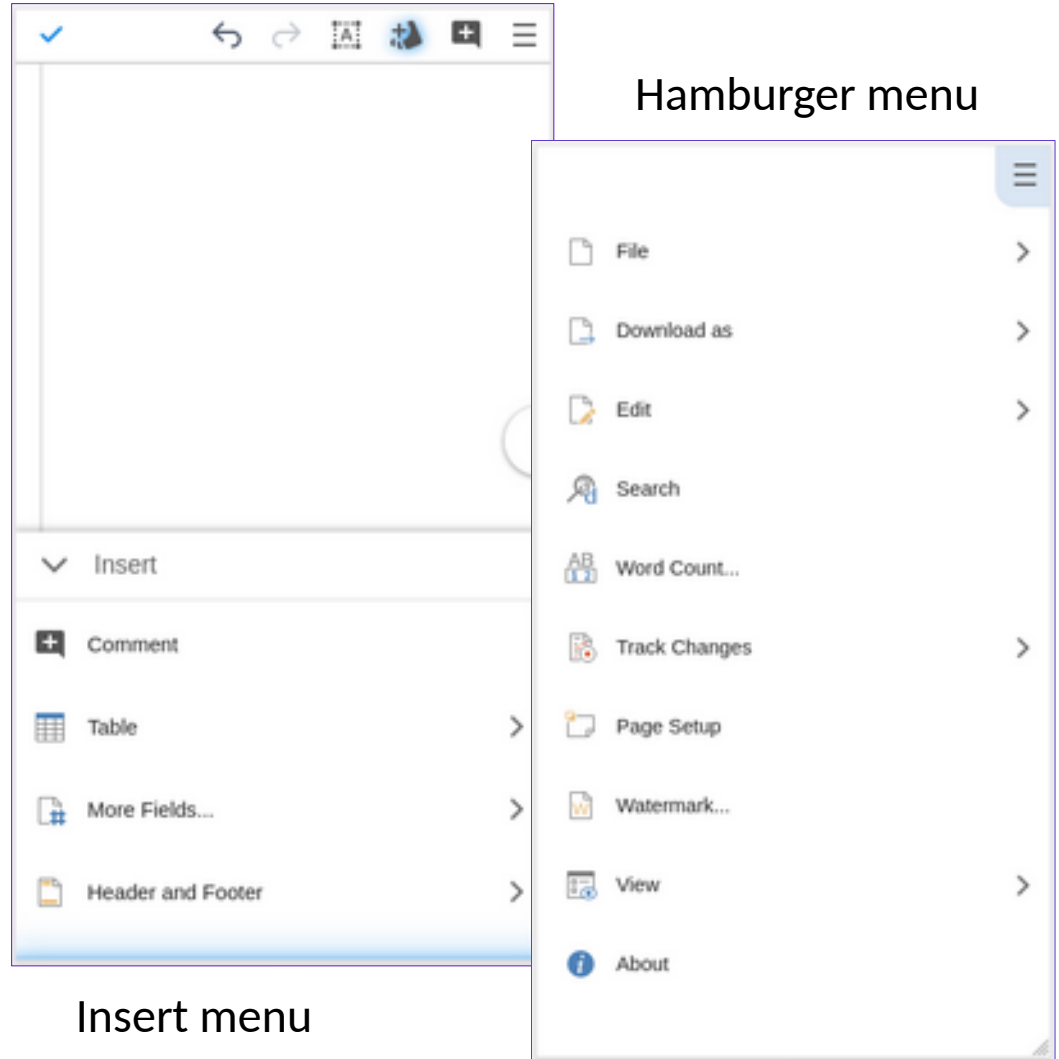 Hamburger menu
File
Download as
Edit
Search
Word Count...
Track Changes
Page Setup
Watermark...
View
About
Insert
Comment
Table
More Fields...
Header and Footer
Insert menu